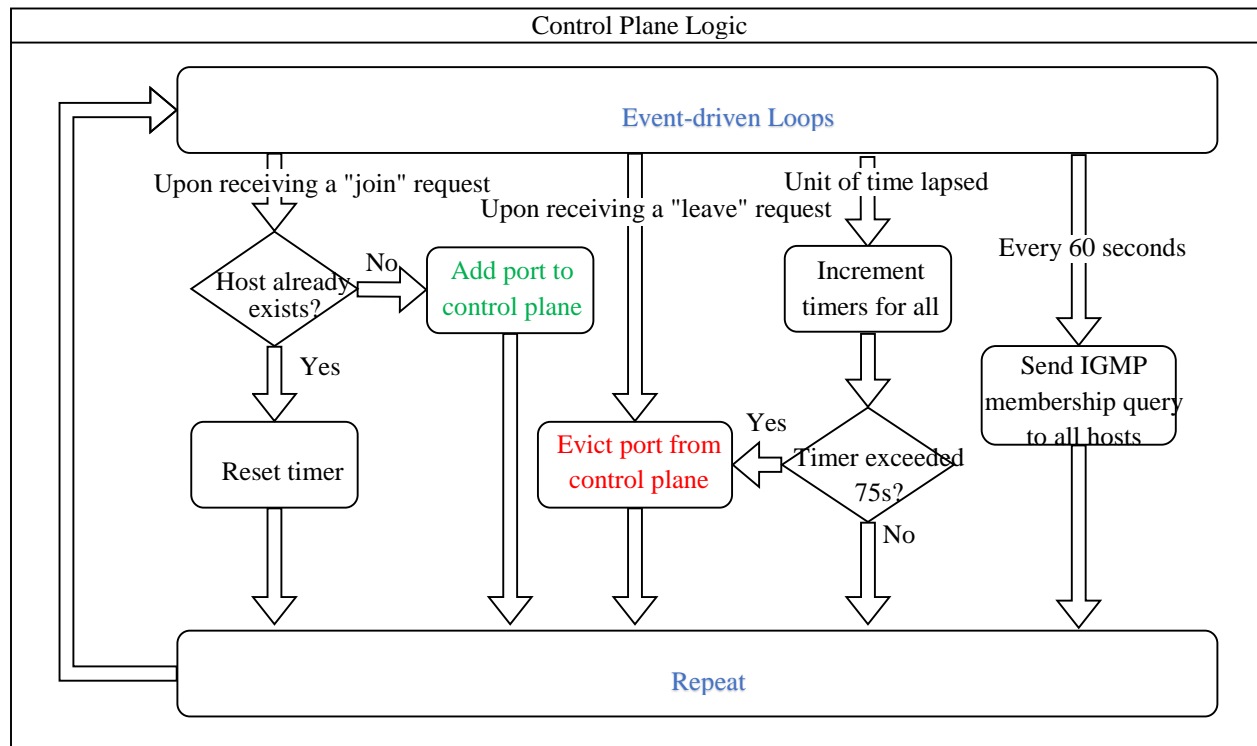 Control Plane Logic
Event-driven Loops
Upon receiving a "join" request
Upon receiving a "leave" request
Unit of time lapsed
Every 60 seconds
Host already
exists?
No
Add port to
control plane
Increment
timers for all
Yes
Send IGMP
membership query
to all hosts
Reset timer
Evict port from
control plane
Yes
Timer exceeded
75s?
No
Repeat